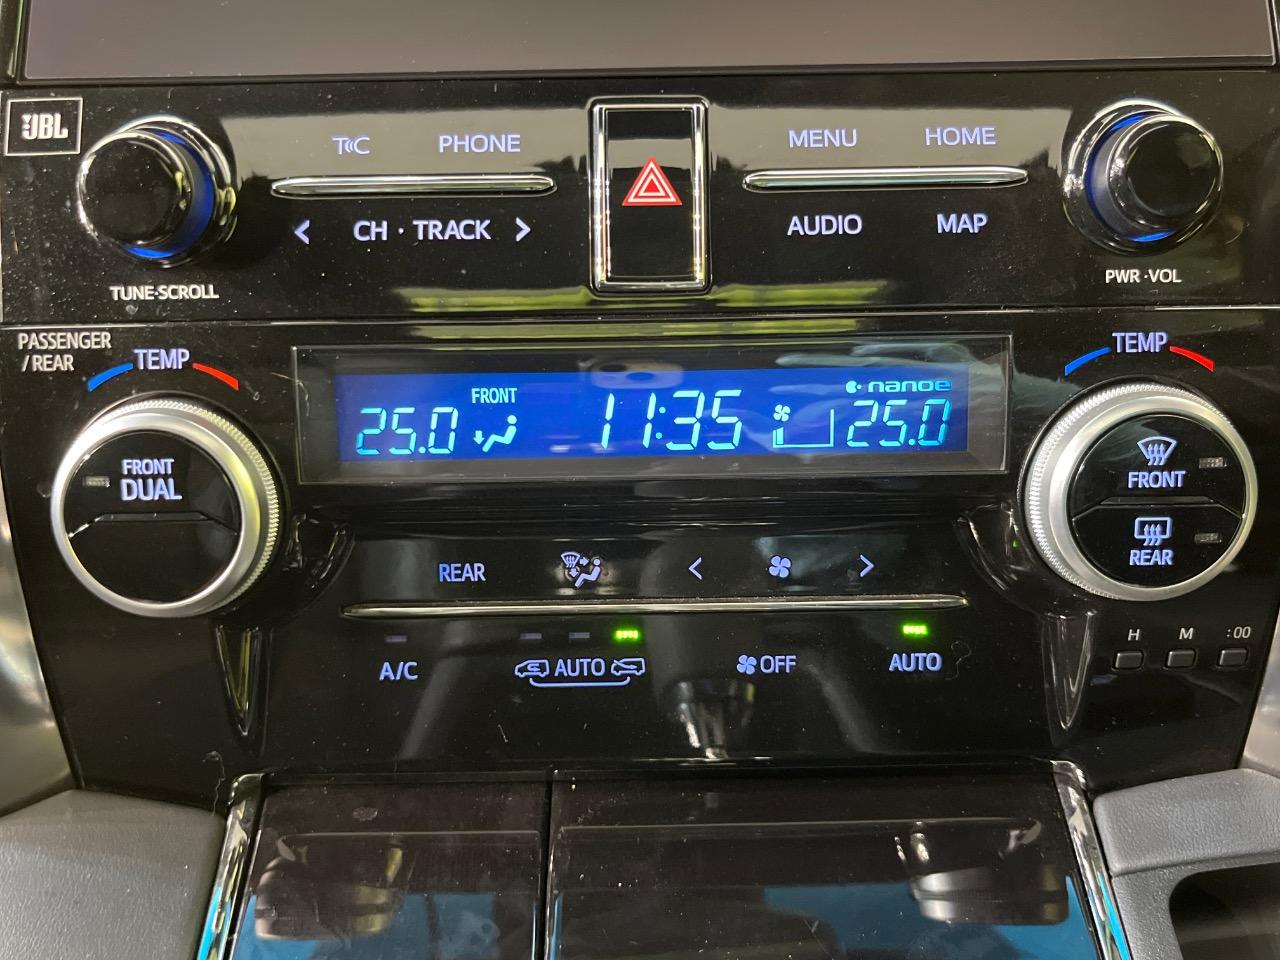 JBL
T C PHONE
MENU HOME
< CH · TRACK >
AUDIO MAP
TUNE·SCROLL
PWR·VOL
PASSENGER
/REAR
TEMP
TEMP
FRONT
nanoe
25.0 11:35 25.0
FRONT
DUAL
FRONT
REAR
REAR < >
A/C AUTO OFF AUTO
H M :00